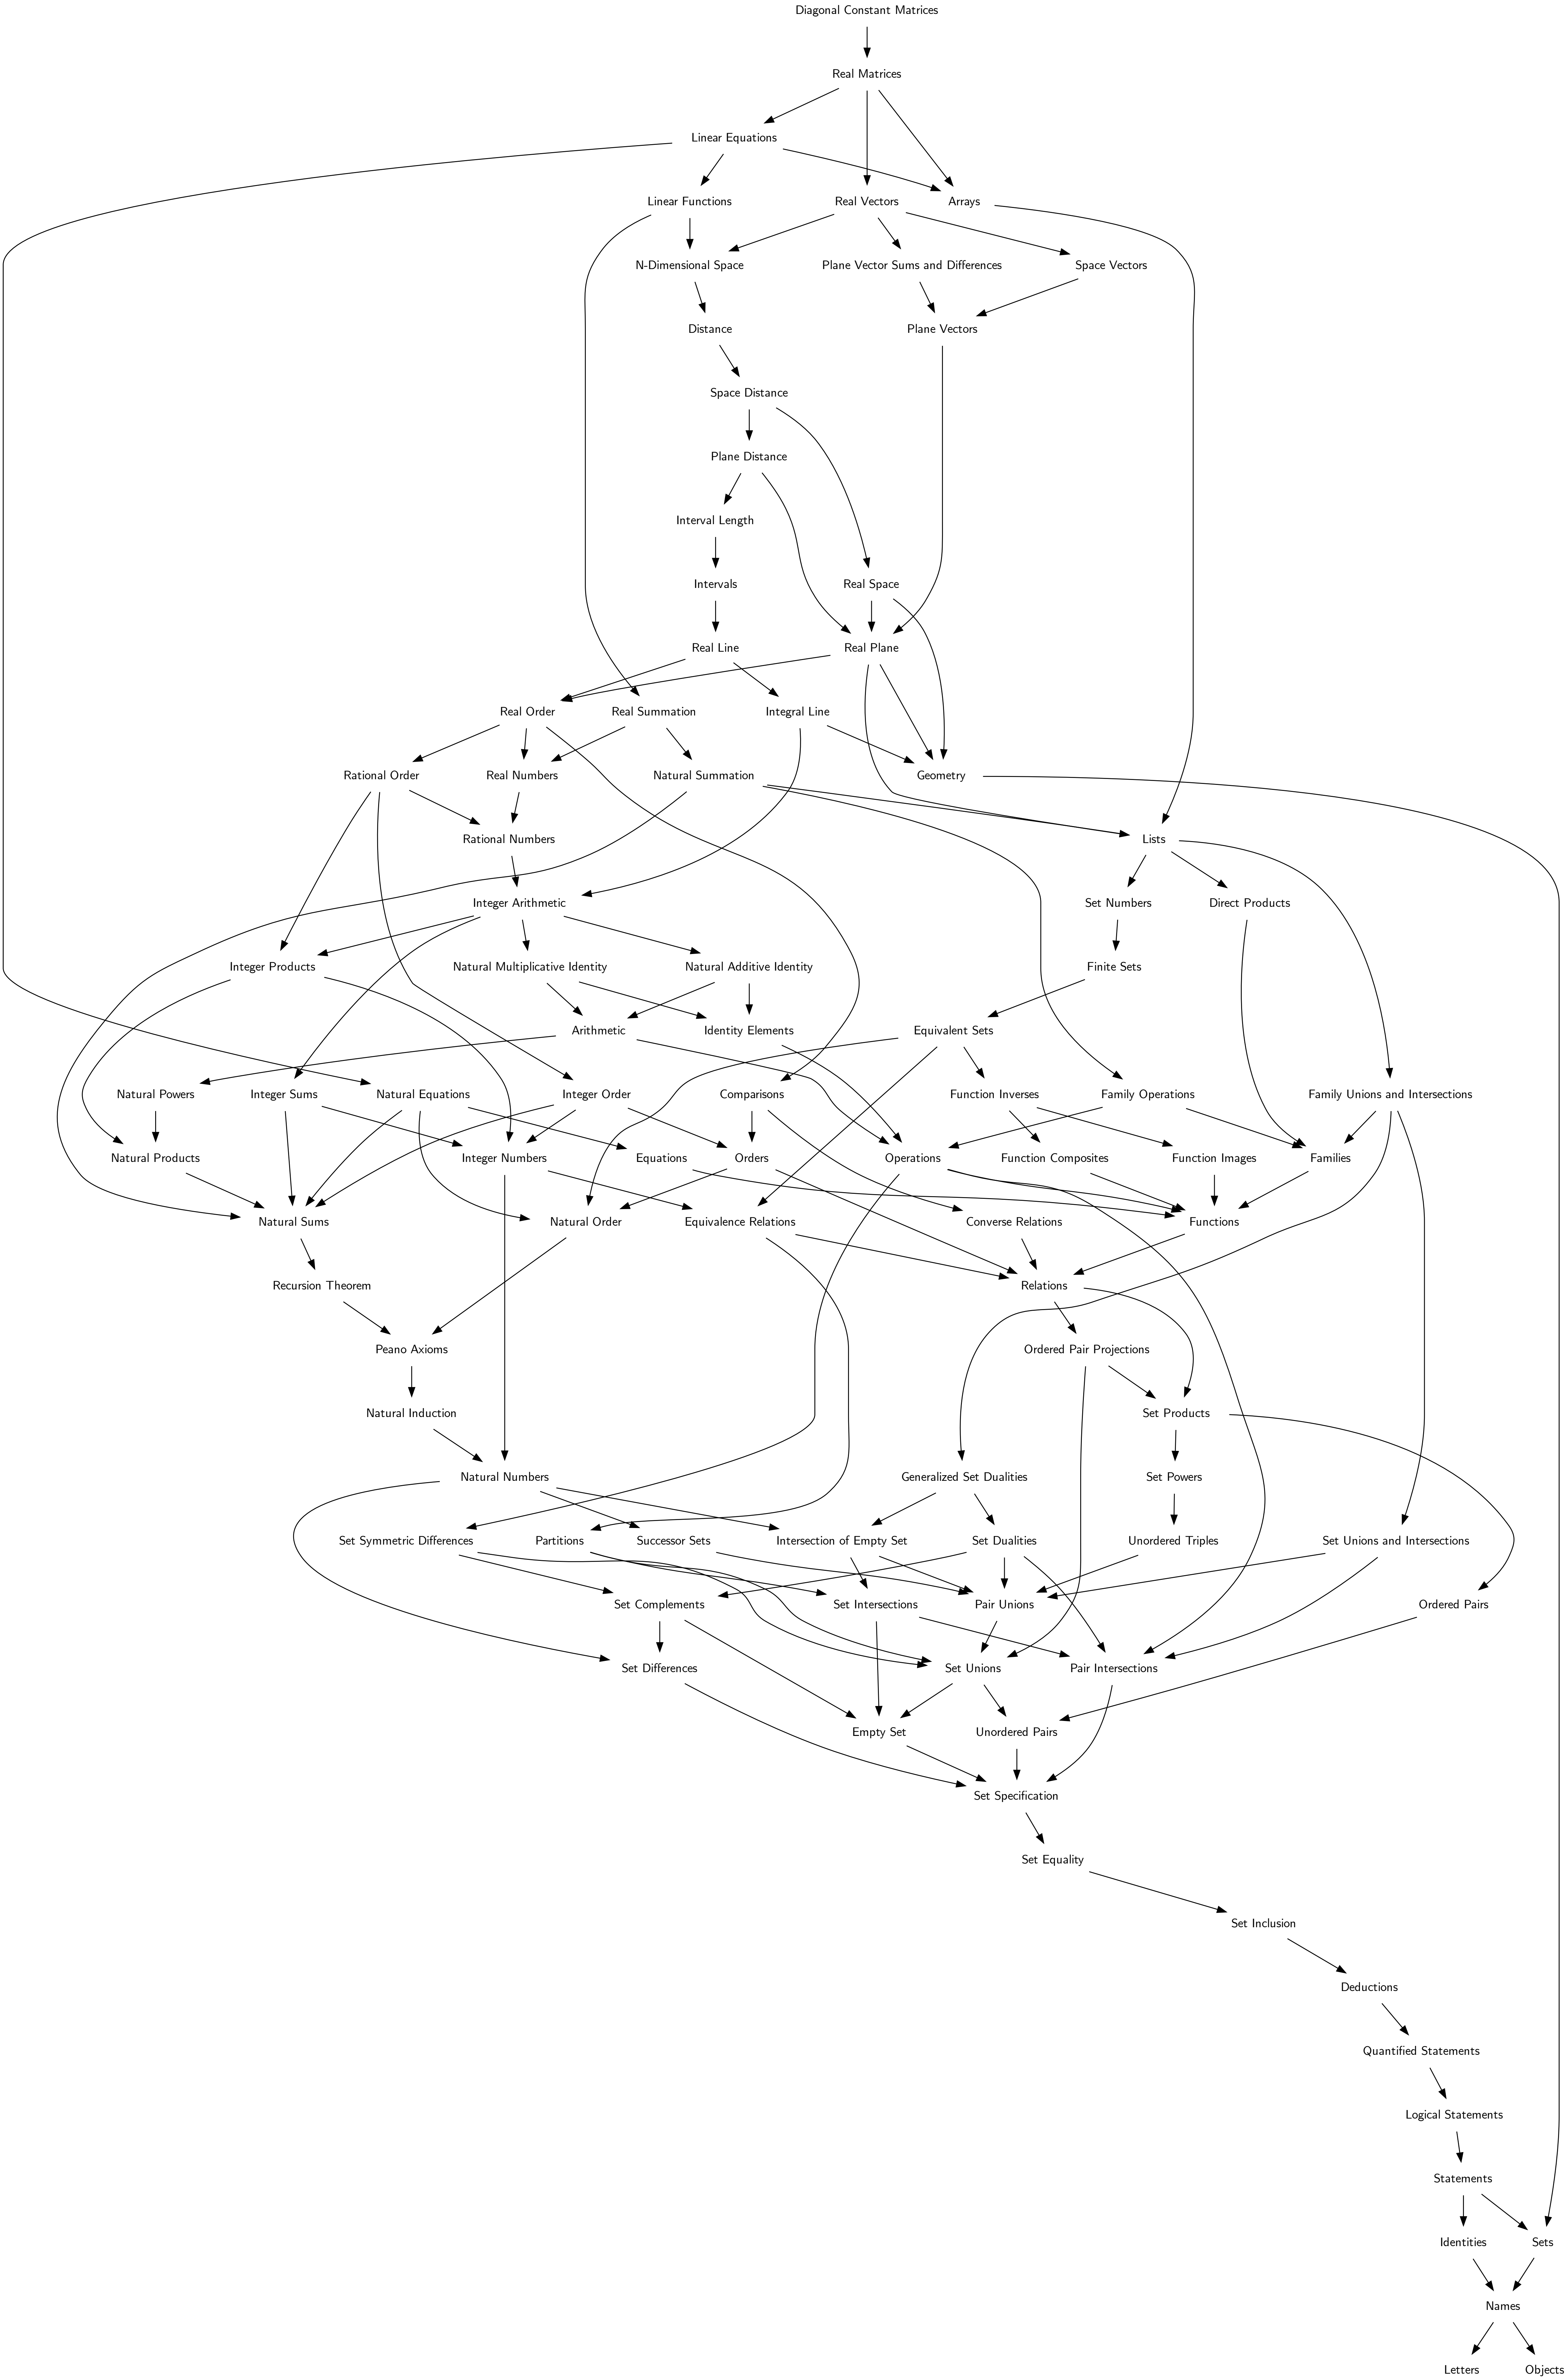 Diagonal Constant Matrices
Real Matrices
Linear Equations
Linear Functions
Real Vectors
Arrays
N-Dimensional Space
Plane Vector Sums and Differences
Space Vectors
Distance
Plane Vectors
Space Distance
Plane Distance
Interval Length
Intervals
Real Space
Real Line
Real Plane
Real Order
Real Summation
Integral Line
Rational Order
Real Numbers
Natural Summation
Geometry
Rational Numbers
Lists
Integer Arithmetic
Set Numbers
Direct Products
Integer Products
Natural Multiplicative Identity
Natural Additive Identity
Finite Sets
Arithmetic
Identity Elements
Equivalent Sets
Natural Powers
Integer Sums
Natural Equations
Integer Order
Comparisons
Function Inverses
Family Operations
Family Unions and Intersections
Natural Products
Integer Numbers
Equations
Orders
Operations
Function Composites
Function Images
Families
Natural Sums
Natural Order
Equivalence Relations
Converse Relations
Functions
Recursion Theorem
Relations
Peano Axioms
Ordered Pair Projections
Natural Induction
Set Products
Natural Numbers
Generalized Set Dualities
Set Powers
Set Symmetric Differences
Partitions
Successor Sets
Intersection of Empty Set
Set Dualities
Unordered Triples
Set Unions and Intersections
Set Complements
Set Intersections
Pair Unions
Ordered Pairs
Set Differences
Set Unions
Pair Intersections
Empty Set
Unordered Pairs
Set Specification
Set Equality
Set Inclusion
Deductions
Quantified Statements
Logical Statements
Statements
Identities
Sets
Names
Letters
Objects